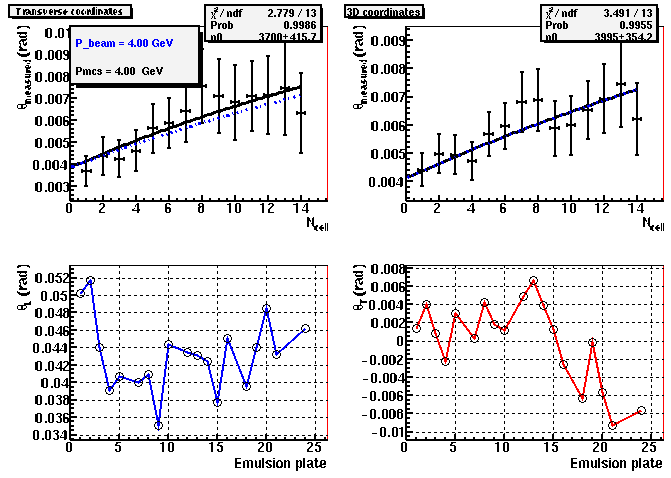 Transverse coordinates
χ² / ndf 2.779 / 13
Prob 0.9986
p0 3700±415.7
P_beam = 4.00 GeV
Pmcs = 4.00 GeV
θmeasured (rad)
0.01
0.007
0.006
0.005
0.004
0.003
0 2 4 6 8 10 12 14
Ncell
3D coordinates
χ² / ndf 3.491 / 13
Prob 0.9955
p0 3995±354.2
θmeasured (rad)
0.009
0.008
0.007
0.006
0.005
0.004
0 2 4 6 8 10 12 14
Ncell
θL (rad)
0.052
0.05
0.048
0.046
0.044
0.042
0.04
0.038
0.036
0.034
0 5 10 15 20 25
Emulsion plate
θT (rad)
0.008
0.006
0.004
0.002
0
-0.002
-0.004
-0.006
-0.008
-0.01
0 5 10 15 20 25
Emulsion plate